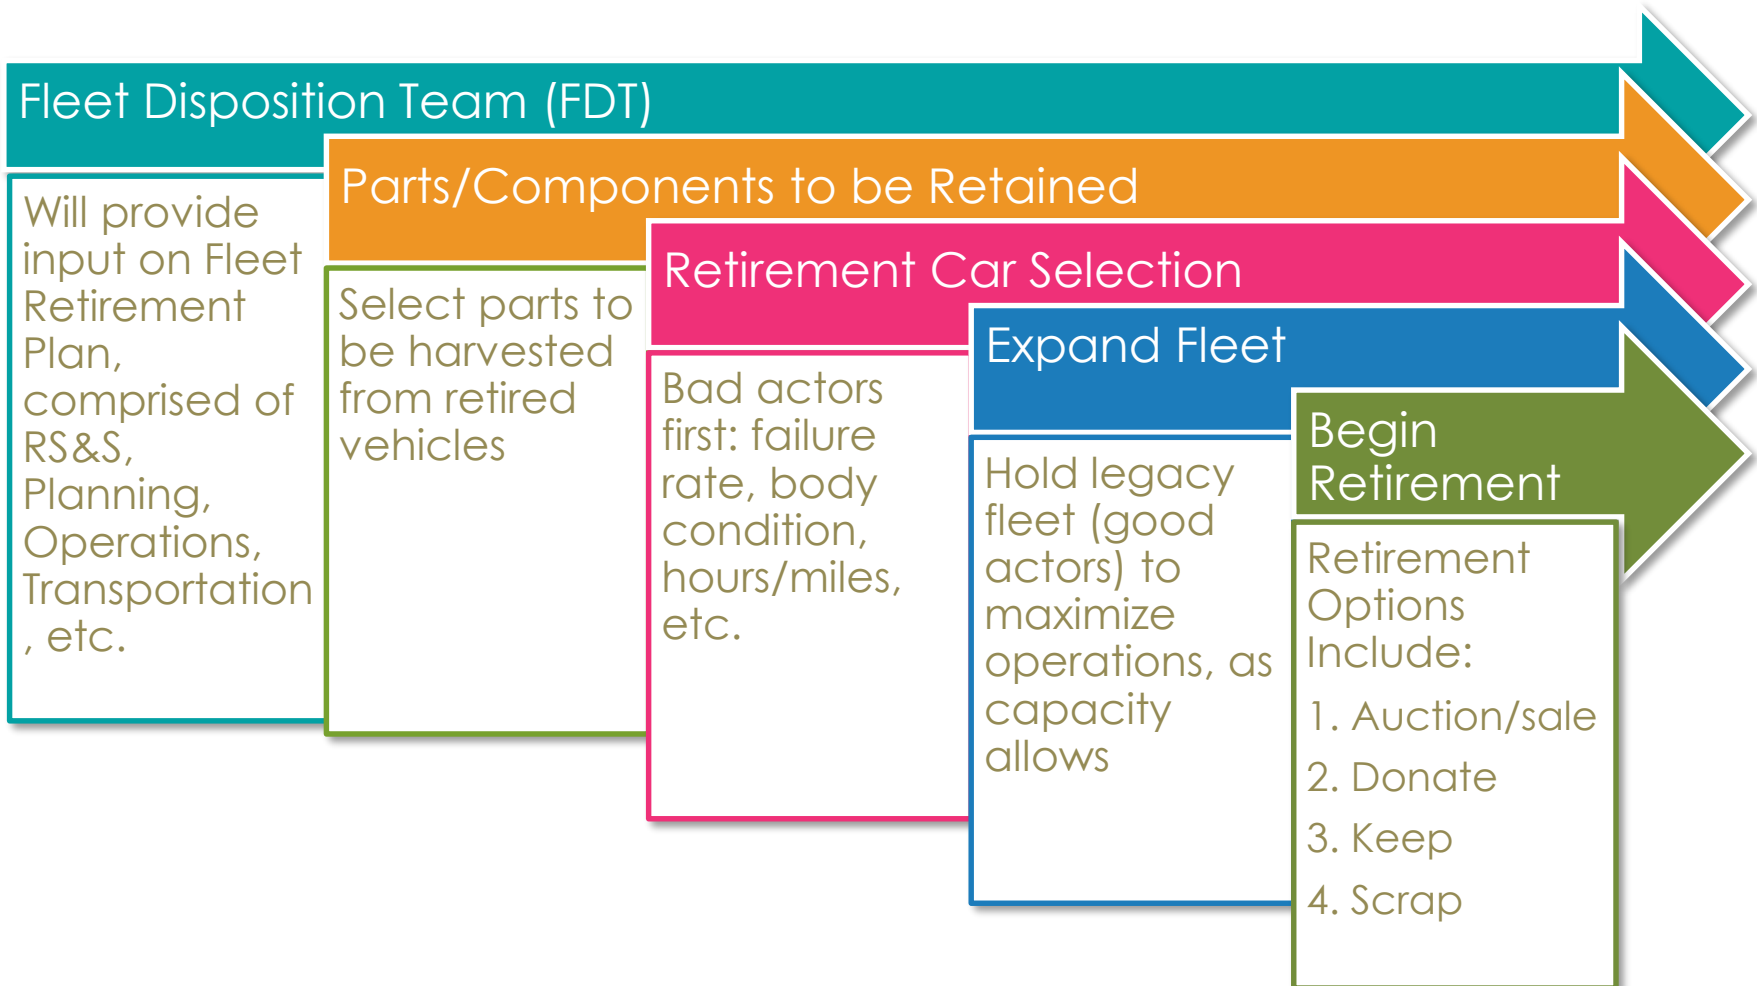 Fleet Disposition Team (FDT)
Will provide
input on Fleet
Retirement
Plan,
comprised of
RS&S,
Planning,
Operations,
Transportation
, etc.
Parts/Components to be Retained
Select parts to
be harvested
from retired
vehicles
Retirement Car Selection
Bad actors
first: failure
rate, body
condition,
hours/miles,
etc.
Expand Fleet
Hold legacy
fleet (good
actors) to
maximize
operations, as
capacity
allows
Begin
Retirement
Retirement
Options
Include:
1. Auction/sale
2. Donate
3. Keep
4. Scrap